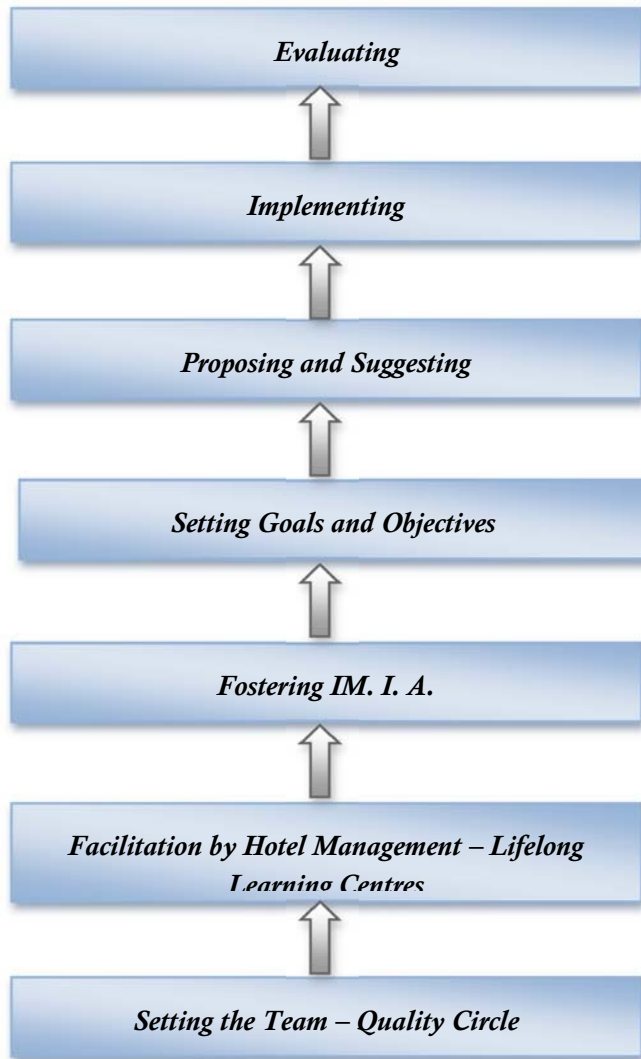 Evaluating
Implementing
Proposing and Suggesting
Setting Goals and Objectives
Fostering IM. I. A.
Facilitation by Hotel Management – Lifelong
Learning Centres
Setting the Team – Quality Circle